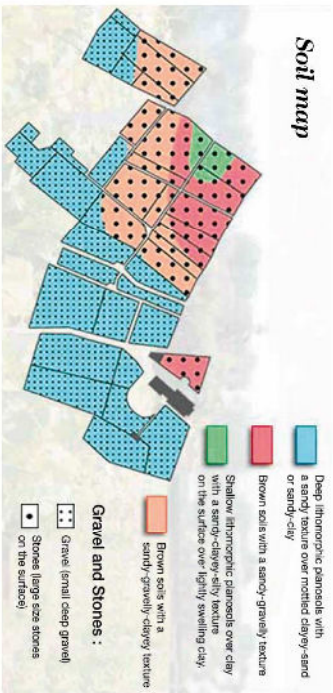 Soil map
Deep lithomorphic planosols with
a sandy texture over mottled clayey-sand
or sandy-clay
Brown soils with a sandy-gravelly texture
Shallow lithomorphic planosols over clay
with a sandy-clayey-silty texture
on the surface over lightly swelling clay.
Brown soils with a
sandy-gravelly-clayey texture
Gravel and Stones :
Gravel (small deep gravel)
Stones (large size stones
on the surface)